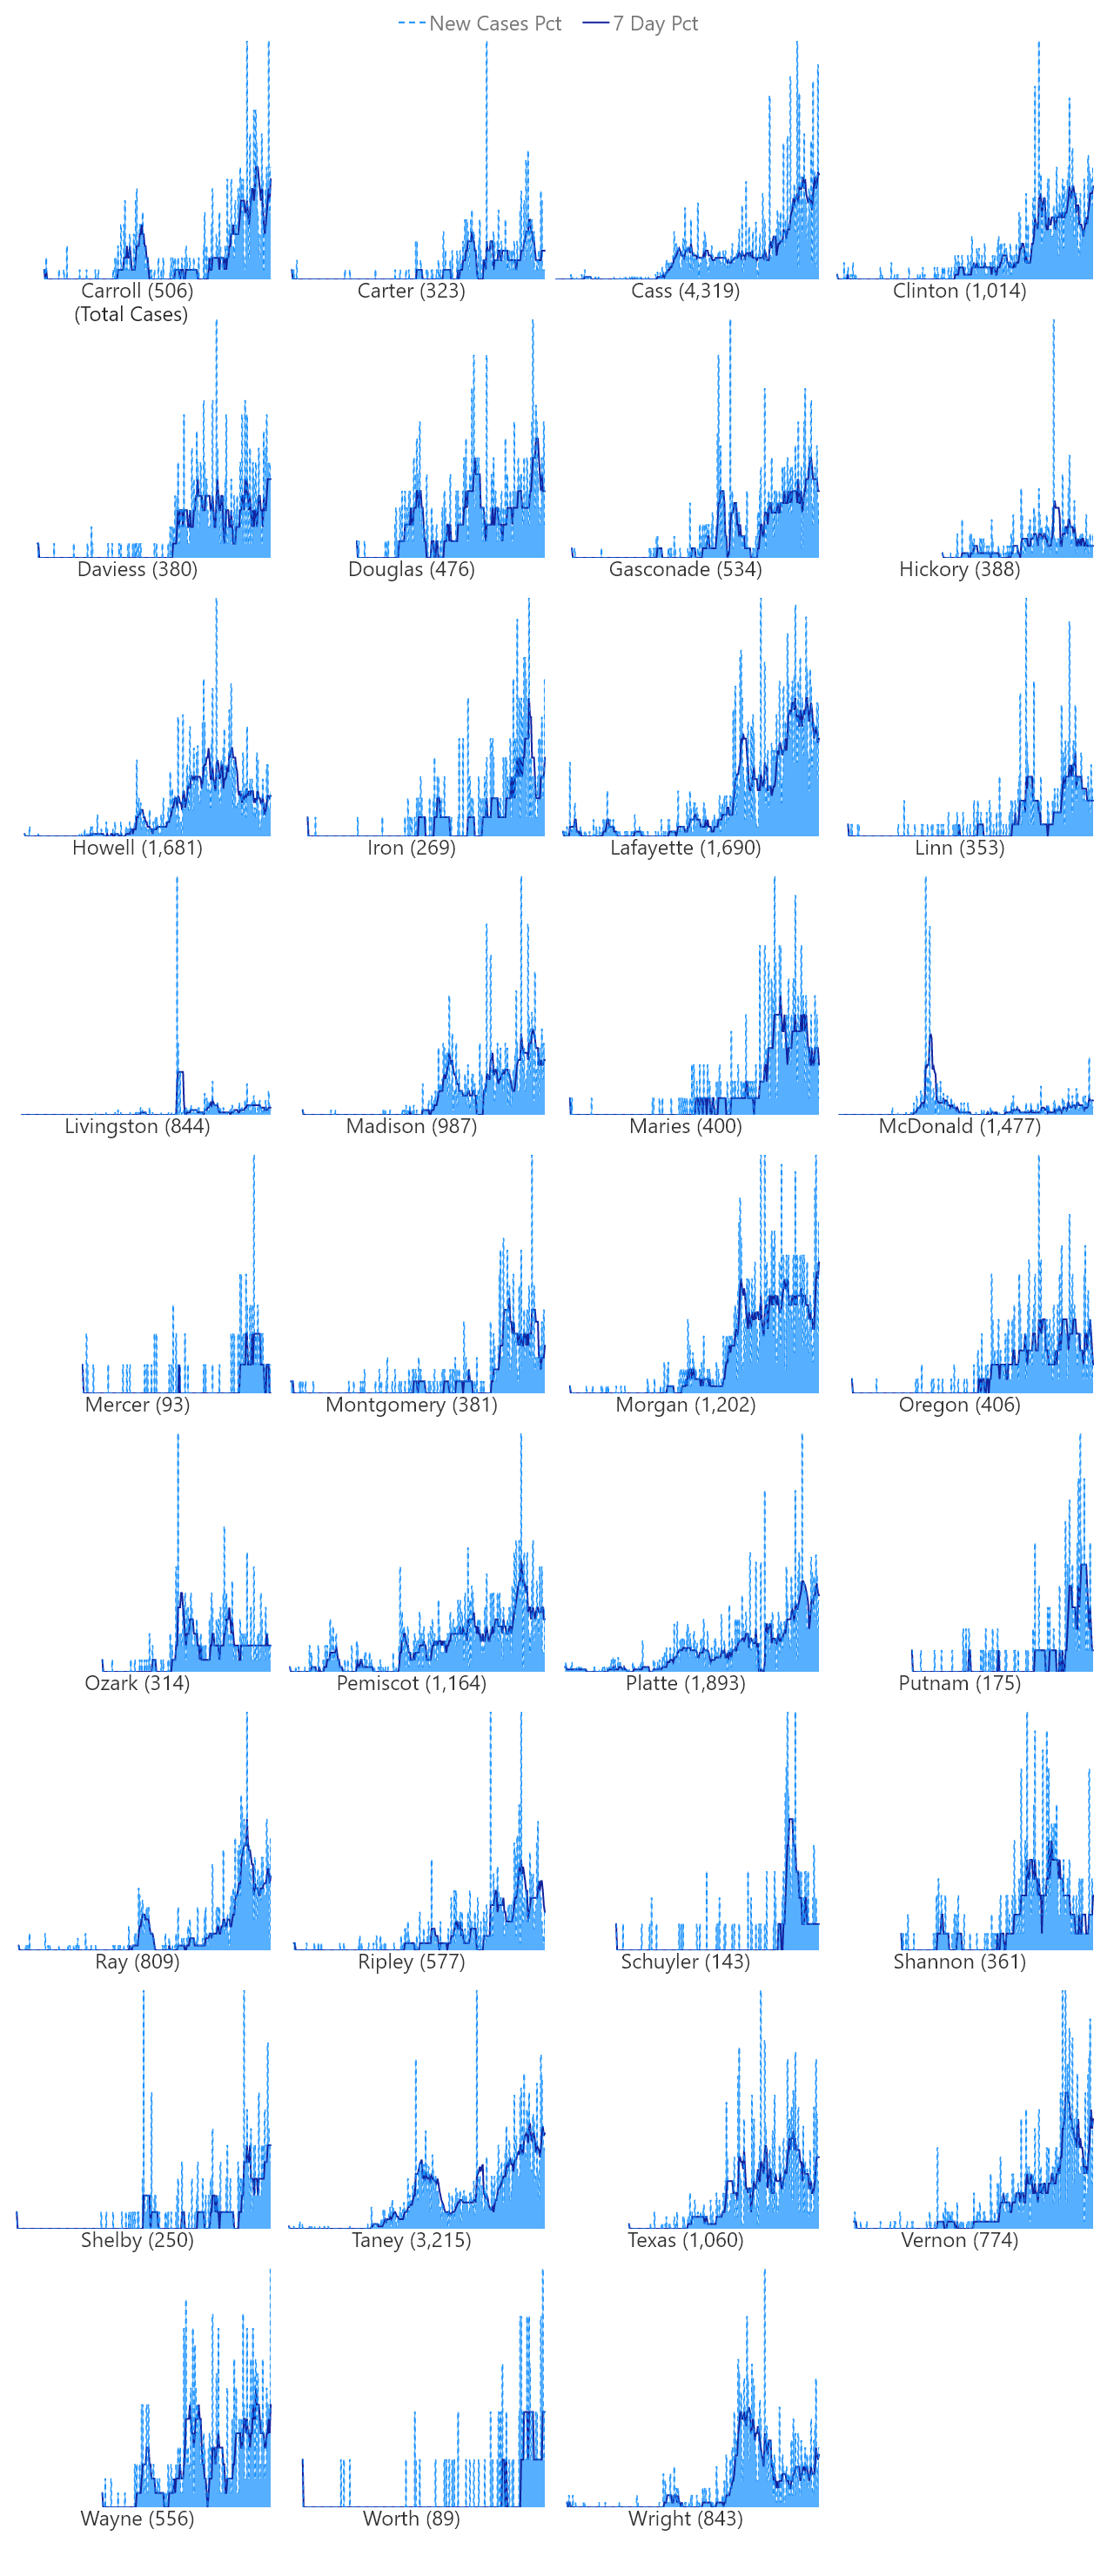 New Cases Pct 7 Day Pct
Carroll (506) Carter (323) Cass (4,319) Clinton (1,014)
(Total Cases)
Daviess (380) Douglas (476) Gasconade (534) Hickory (388)
Howell (1,681) Iron (269) Lafayette (1,690) Linn (353)
Livingston (844) Madison (987) Maries (400) McDonald (1,477)
Mercer (93) Montgomery (381) Morgan (1,202) Oregon (406)
Ozark (314) Pemiscot (1,164) Platte (1,893) Putnam (175)
Ray (809) Ripley (577) Schuyler (143) Shannon (361)
Shelby (250) Taney (3,215) Texas (1,060) Vernon (774)
Wayne (556) Worth (89) Wright (843)